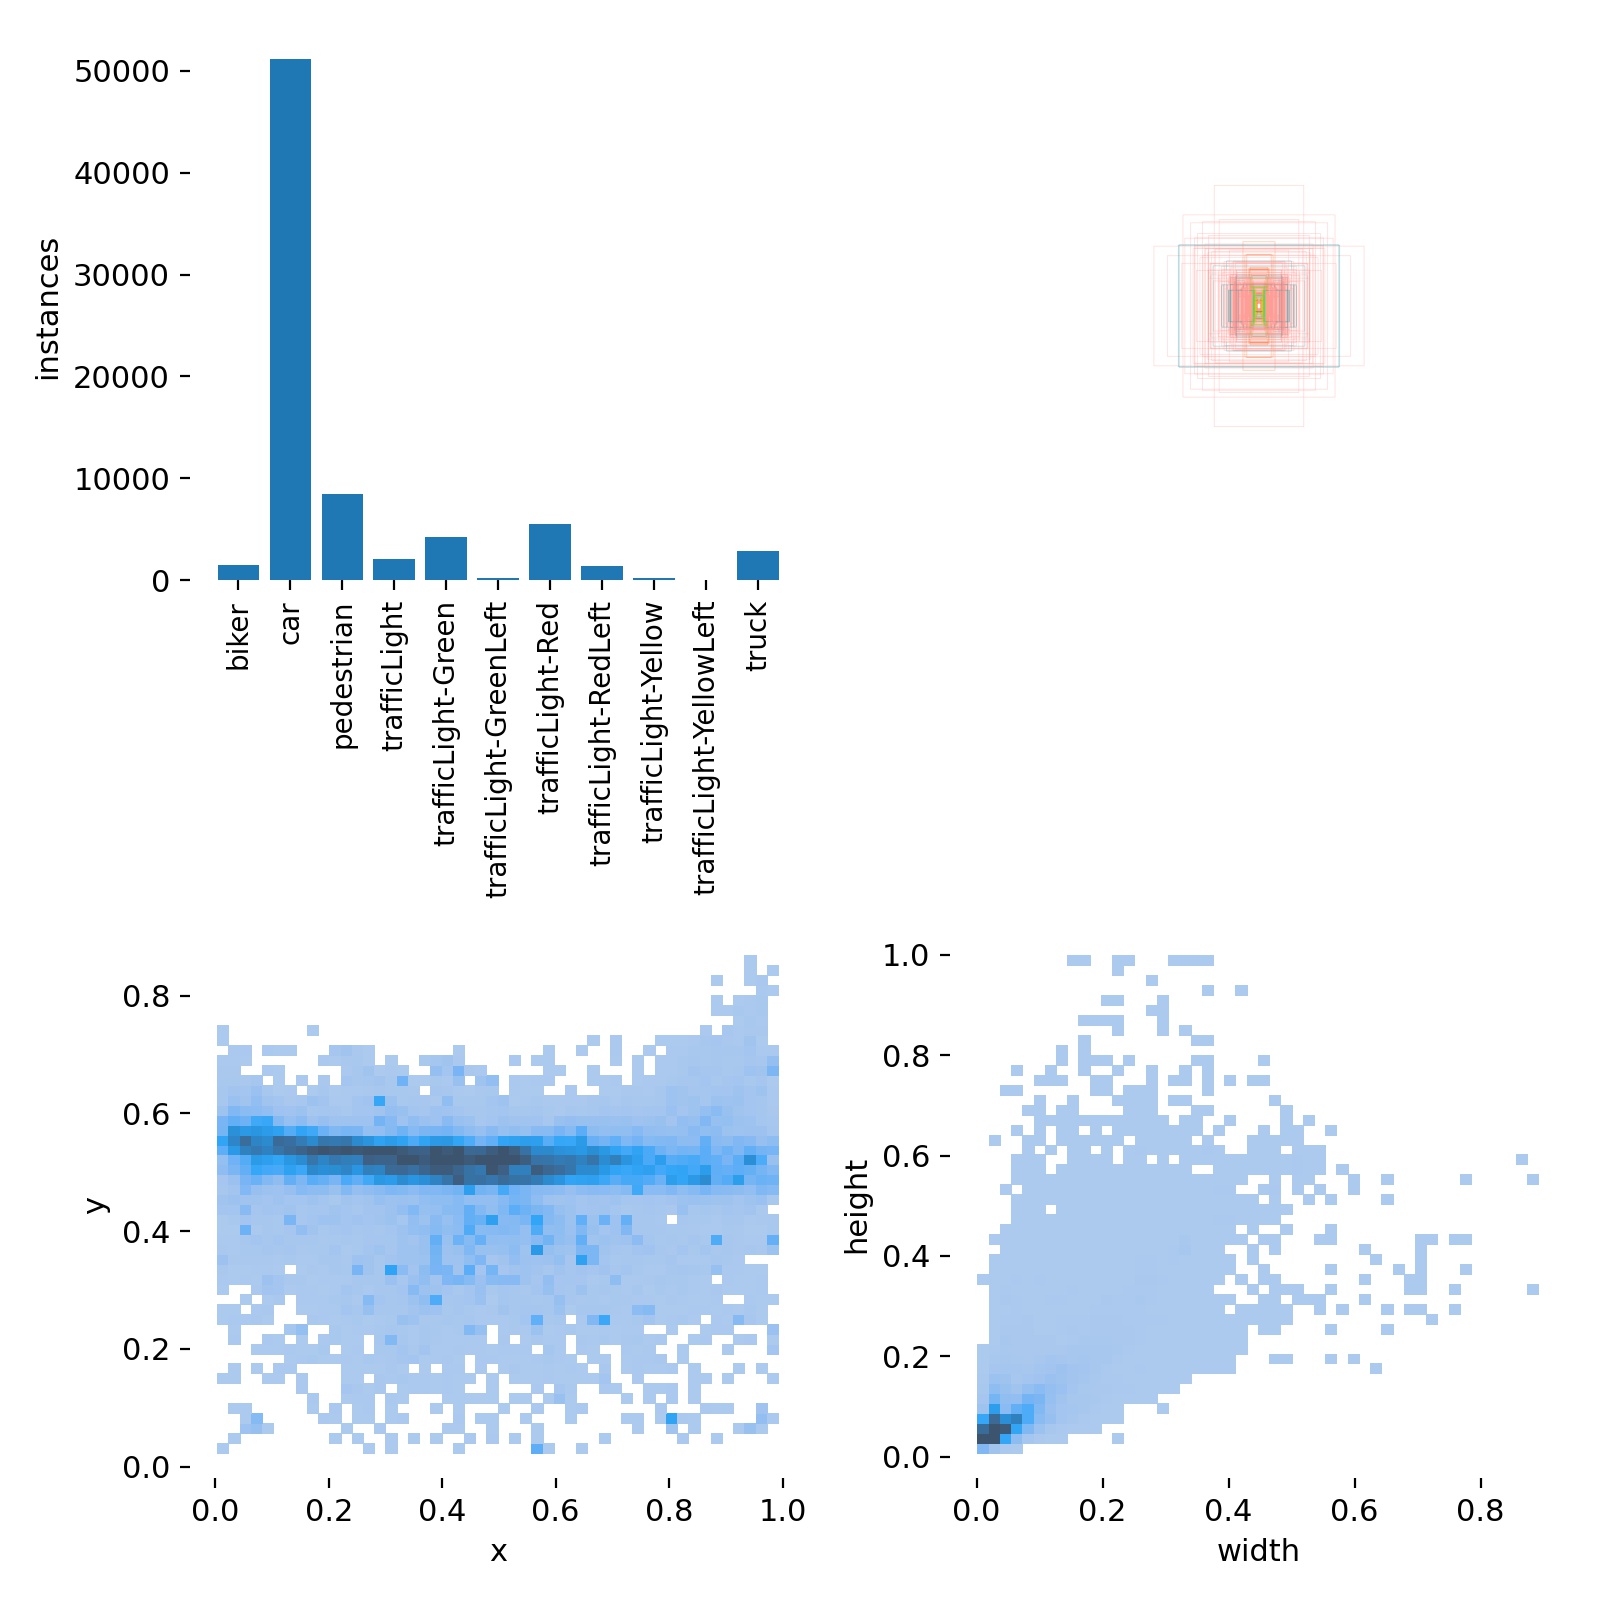 50000
40000
30000
20000
10000
0
instances
biker
car
pedestrian
trafficLight
trafficLight-Green
trafficLight-GreenLeft
trafficLight-Red
trafficLight-RedLeft
trafficLight-Yellow
trafficLight-YellowLeft
truck
0.8
0.6
0.4
0.2
0.0
y
0.0 0.2 0.4 0.6 0.8 1.0
x
1.0
0.8
0.6
0.4
0.2
0.0
height
0.0 0.2 0.4 0.6 0.8
width